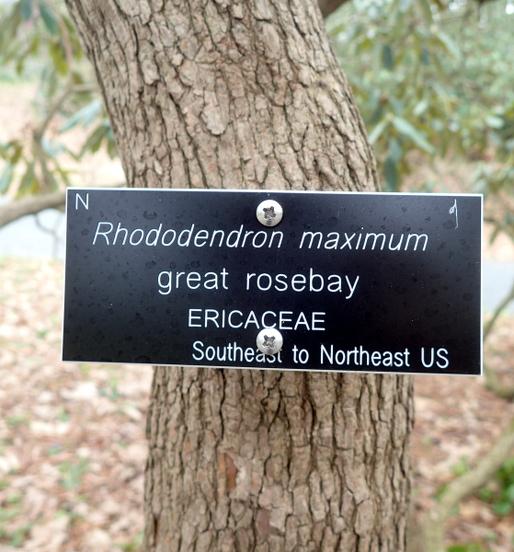 N
Rhododendron maximum
great rosebay
ERICACEAE
Southeast to Northeast US